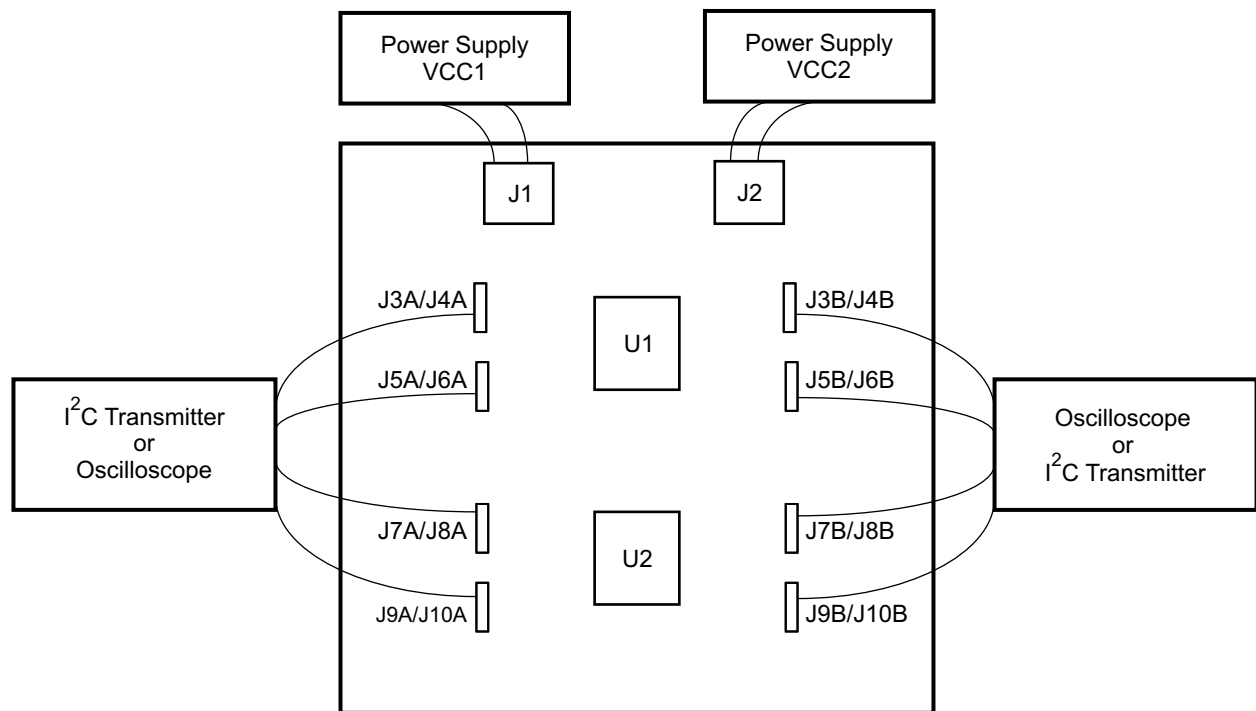 Power Supply
VCC1
Power Supply
VCC2
J1
J2
J3A/J4A
J3B/J4B
U1
J5A/J6A
J5B/J6B
I²C Transmitter
or
Oscilloscope
Oscilloscope
or
I²C Transmitter
J7A/J8A
J7B/J8B
U2
J9A/J10A
J9B/J10B